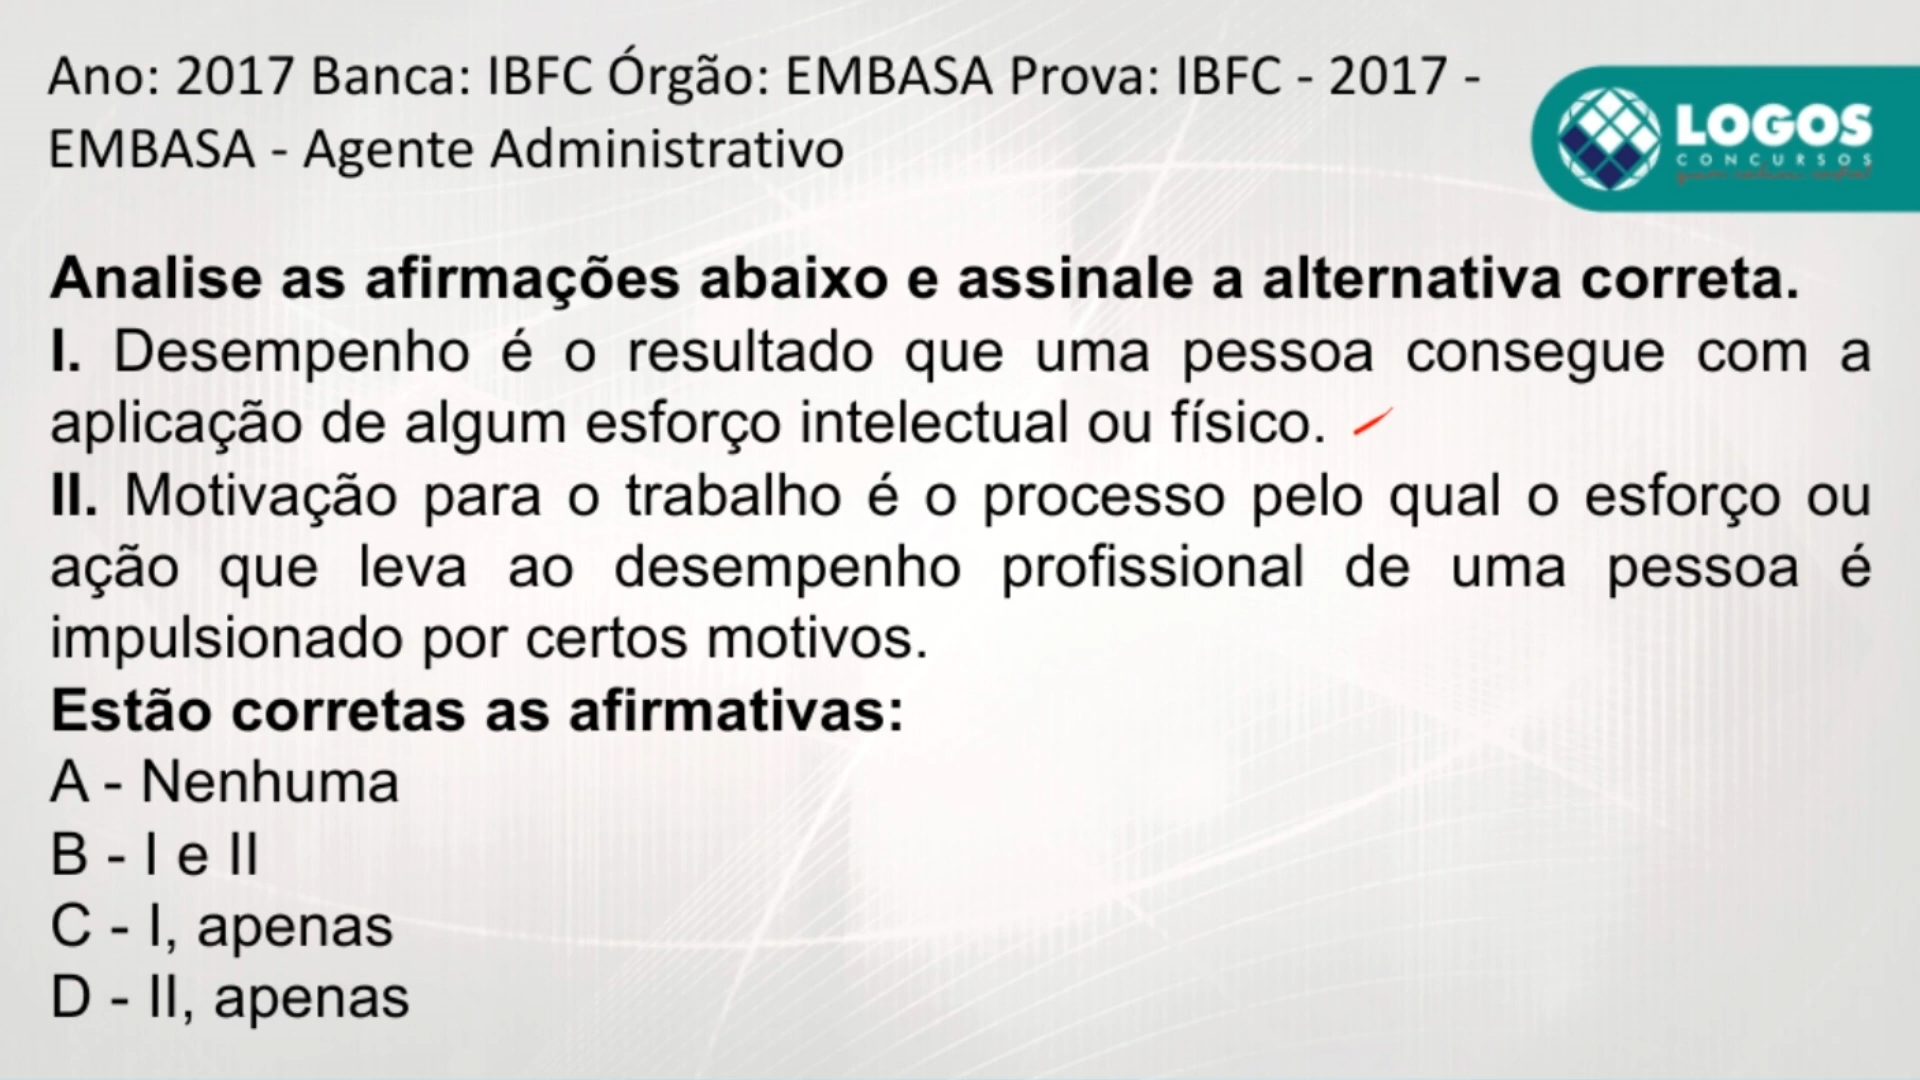 Ano: 2017 Banca: IBFC Órgão: EMBASA Prova: IBFC - 2017 -
EMBASA - Agente Administrativo
LOGOS
CONCURSOS
Analise as afirmações abaixo e assinale a alternativa correta.
I. Desempenho é o resultado que uma pessoa consegue com a
aplicação de algum esforço intelectual ou físico.
II. Motivação para o trabalho é o processo pelo qual o esforço ou
ação que leva ao desempenho profissional de uma pessoa é
impulsionado por certos motivos.
Estão corretas as afirmativas:
A - Nenhuma
B - I e II
C - I, apenas
D - II, apenas